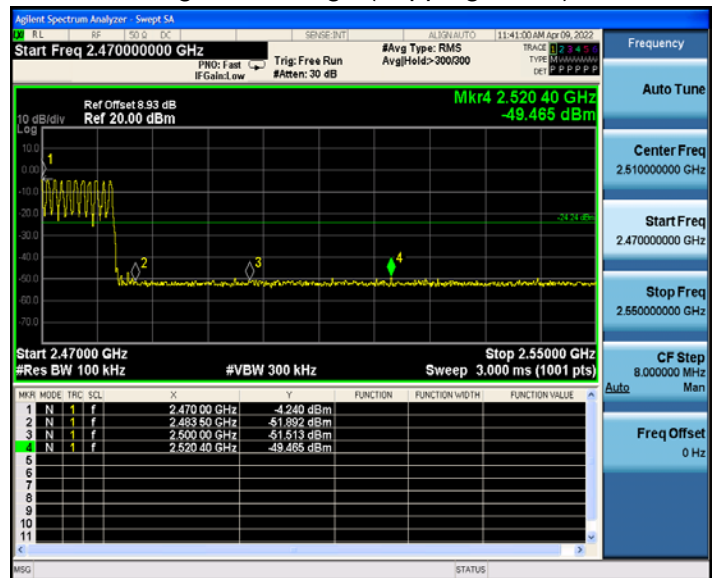 Agilent Spectrum Analyzer - Swept SA
RL RF 50 Ω DC SENSE:INT ALIGN AUTO 11:41:00 AM Apr 09, 2022
Start Freq 2.470000000 GHz
PNO: Fast
IFGain:Low
Trig: Free Run
#Atten: 30 dB
#Avg Type: RMS
Avg|Hold:>300/300
TRACE 1 2 3 4 5 6
TYPE
DET P P P P P P
Frequency
Auto Tune
Center Freq
2.510000000 GHz
Start Freq
2.470000000 GHz
Stop Freq
2.550000000 GHz
CF Step
8.000000 MHz
Auto Man
Freq Offset
0 Hz
Mkr4 2.520 40 GHz
-49.465 dBm
Ref Offset 8.93 dB
10 dB/div Ref 20.00 dBm
Log
10.0
0.00
-10.0
-20.0
-30.0
-40.0
-50.0
-60.0
-70.0
1
2
3
4
-24.24 dBm
Start 2.47000 GHz Stop 2.55000 GHz
#Res BW 100 kHz #VBW 300 kHz Sweep 3.000 ms (1001 pts)
MKR MODE TRC SCL X Y FUNCTION FUNCTION WIDTH FUNCTION VALUE
1 N 1 f 2.470 00 GHz -4.240 dBm
2 N 1 f 2.483 50 GHz -51.892 dBm
3 N 1 f 2.500 00 GHz -51.513 dBm
4 N 1 f 2.520 40 GHz -49.465 dBm
5
6
7
8
9
10
11
MSG STATUS